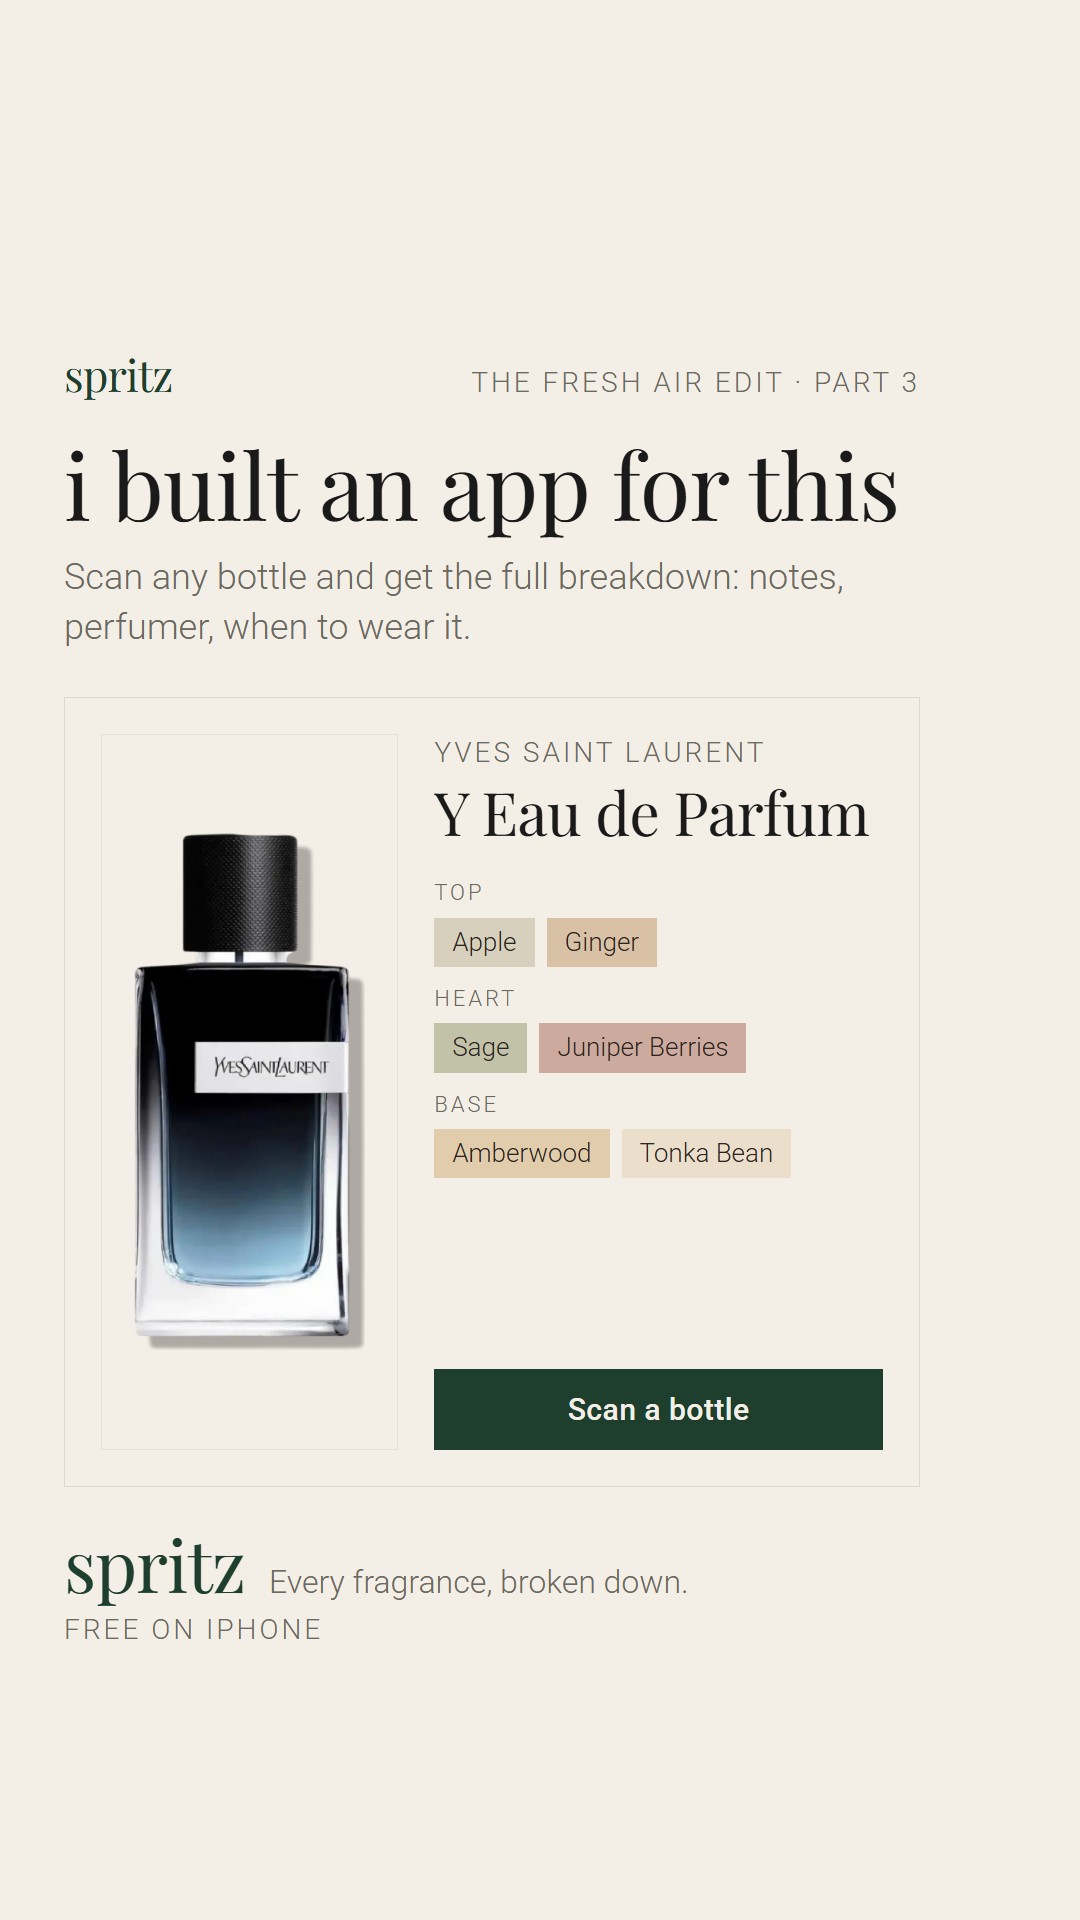 spritz
THE FRESH AIR EDIT · PART 3
i built an app for this
Scan any bottle and get the full breakdown: notes,
perfumer, when to wear it.
YVESSAINTLAURENT
YVES SAINT LAURENT
Y Eau de Parfum
TOP
Apple Ginger
HEART
Sage Juniper Berries
BASE
Amberwood Tonka Bean
Scan a bottle
spritz Every fragrance, broken down.
FREE ON IPHONE